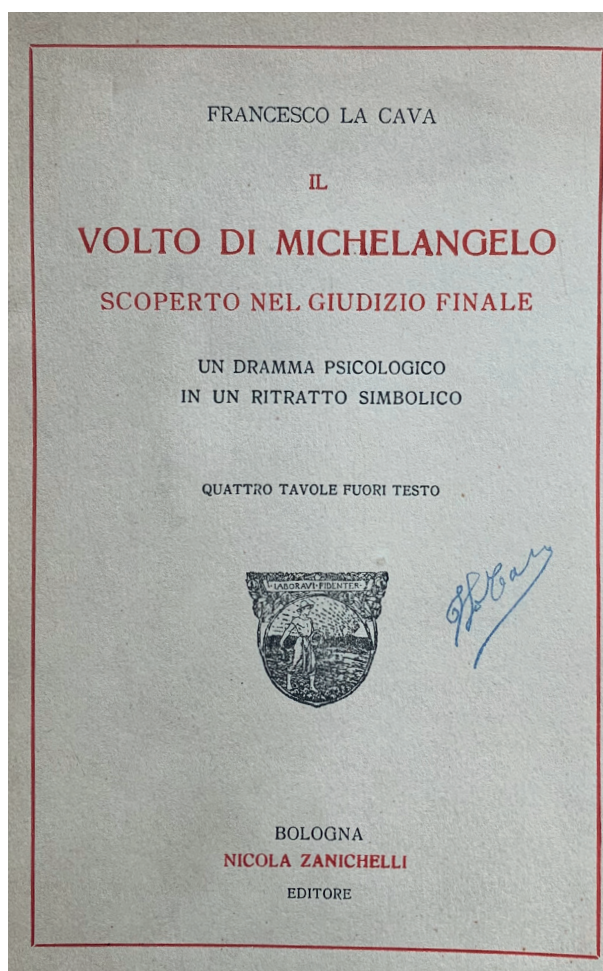 FRANCESCO LA CAVA
IL
VOLTO DI MICHELANGELO
SCOPERTO NEL GIUDIZIO FINALE
UN DRAMMA PSICOLOGICO
IN UN RITRATTO SIMBOLICO
QUATTRO TAVOLE FUORI TESTO
LABORAVI·FIDENTER·
BOLOGNA
NICOLA ZANICHELLI
EDITORE